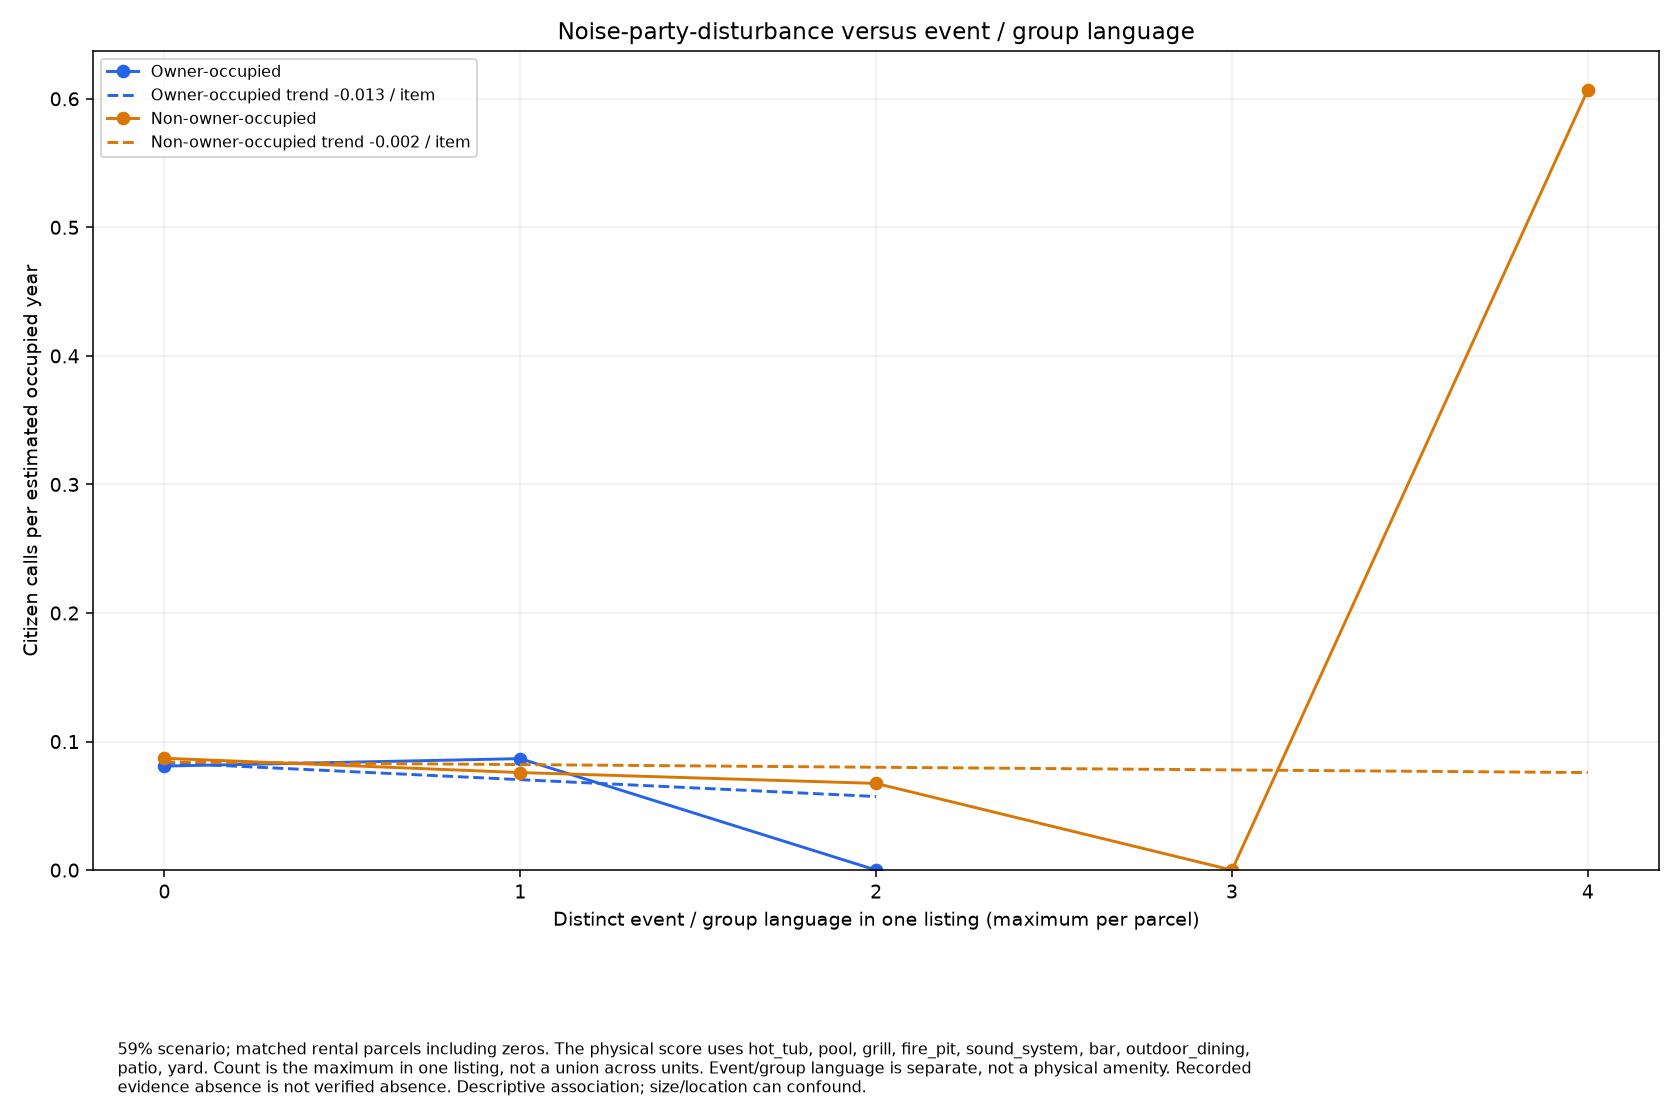 Noise-party-disturbance versus event / group language
Owner-occupied
Owner-occupied trend -0.013 / item
Non-owner-occupied
Non-owner-occupied trend -0.002 / item
Citizen calls per estimated occupied year
0.6
0.5
0.4
0.3
0.2
0.1
0.0
0 1 2 3 4
Distinct event / group language in one listing (maximum per parcel)
59% scenario; matched rental parcels including zeros. The physical score uses hot_tub, pool, grill, fire_pit, sound_system, bar, outdoor_dining,
patio, yard. Count is the maximum in one listing, not a union across units. Event/group language is separate, not a physical amenity. Recorded
evidence absence is not verified absence. Descriptive association; size/location can confound.